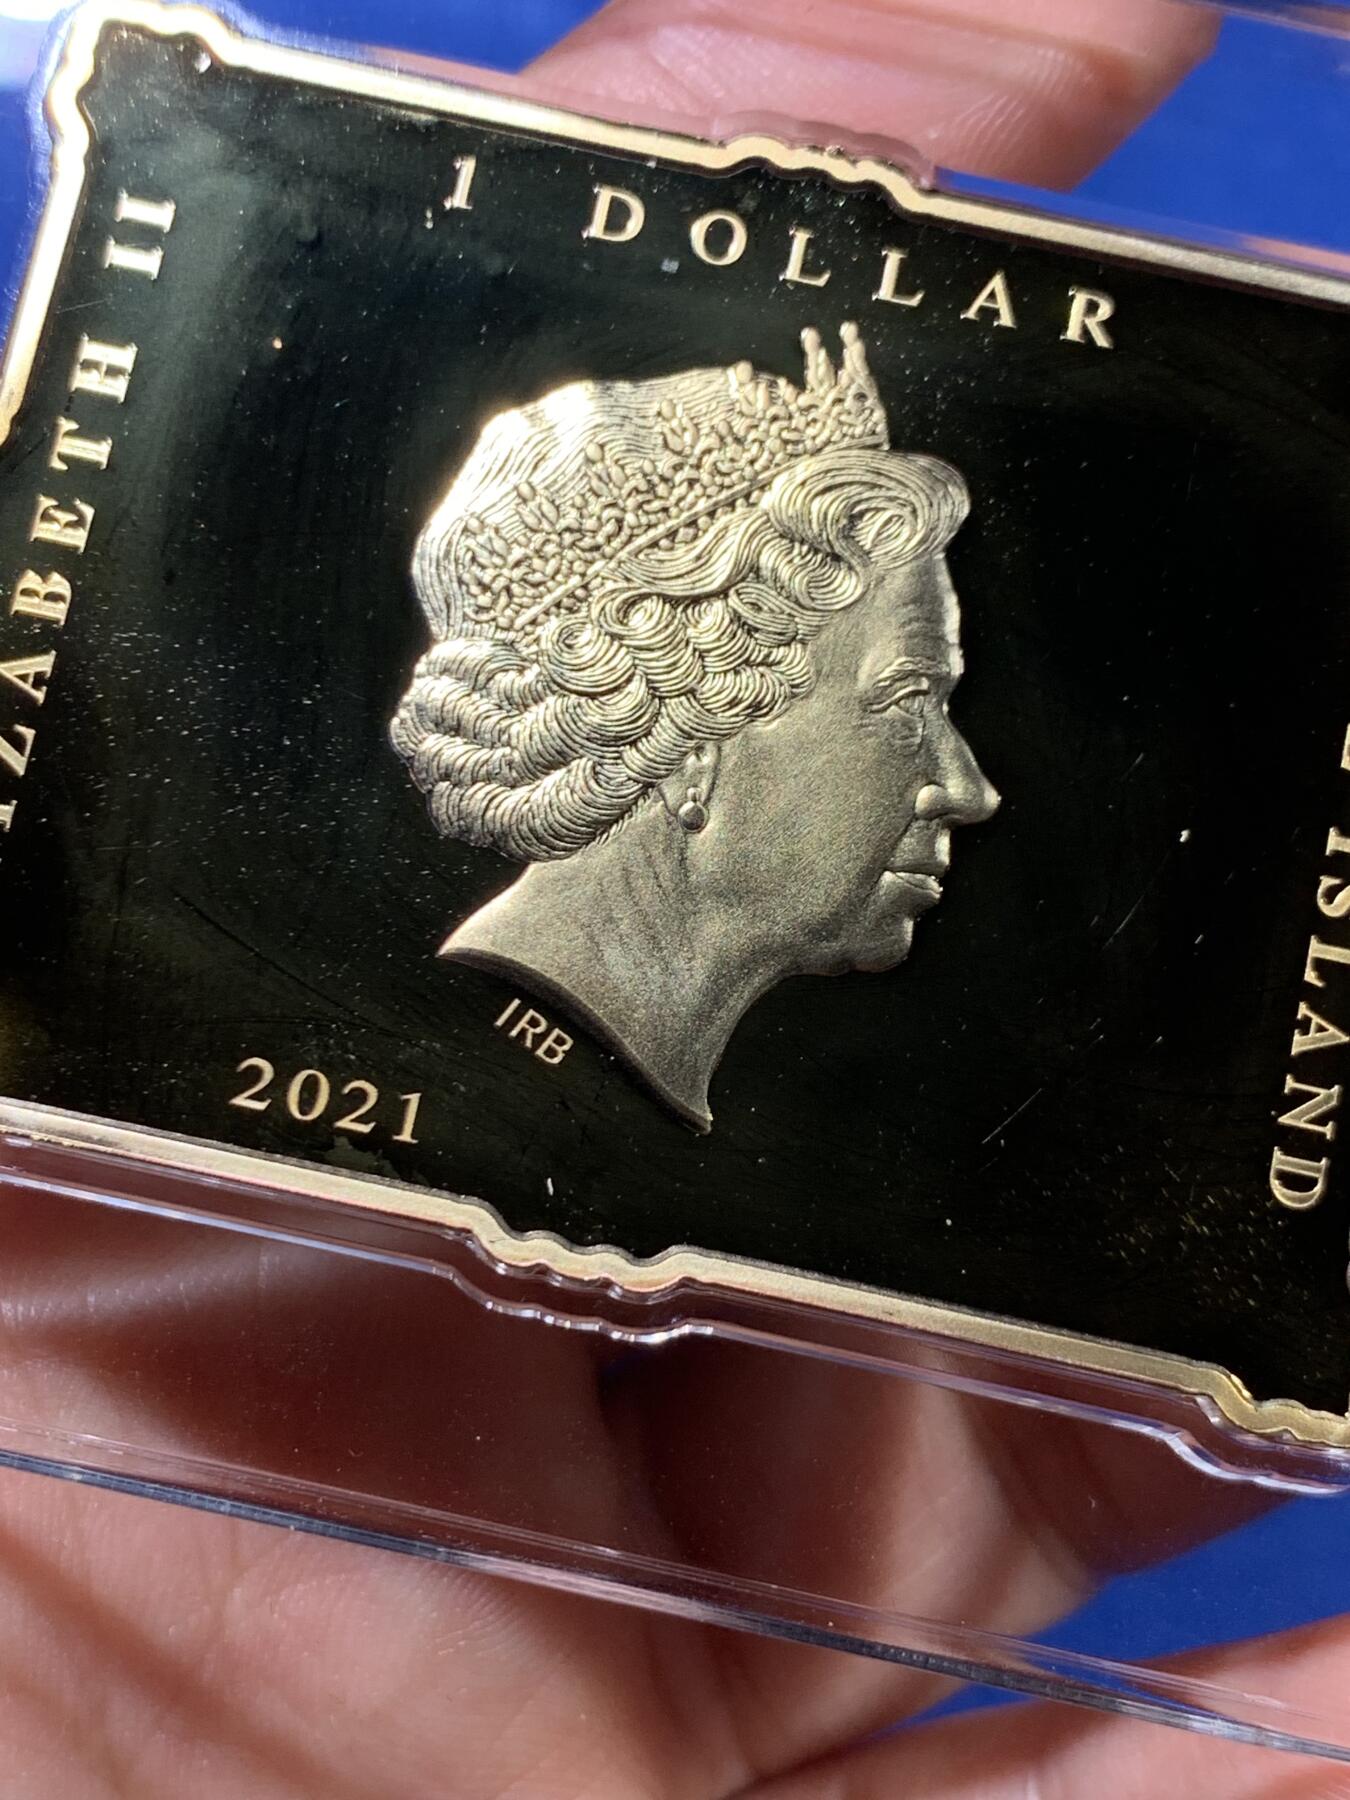 1 DOLLAR
IZABETH II
ISLAND
IRB
2021